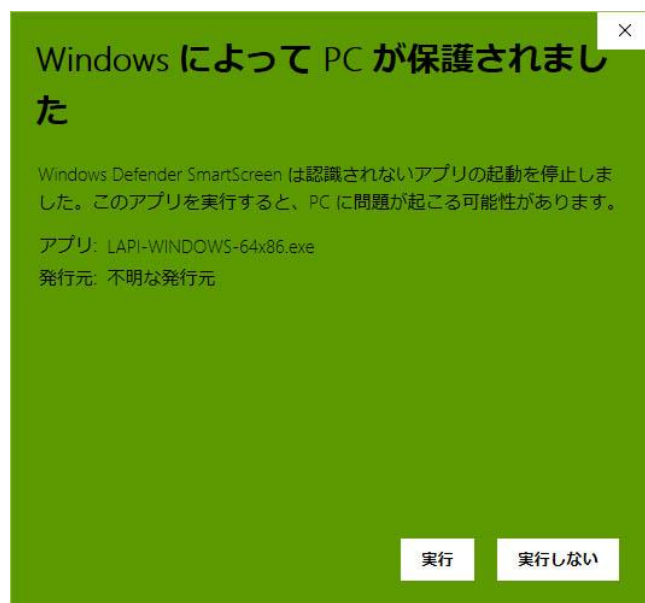 Windows によって PC が保護されまし
た
Windows Defender SmartScreen は認識されないアプリの起動を停止しま
した。このアプリを実行すると、PC に問題が起こる可能性があります。
アプリ: LAPI-WINDOWS-64x86.exe
発行元: 不明な発行元
実行 実行しない